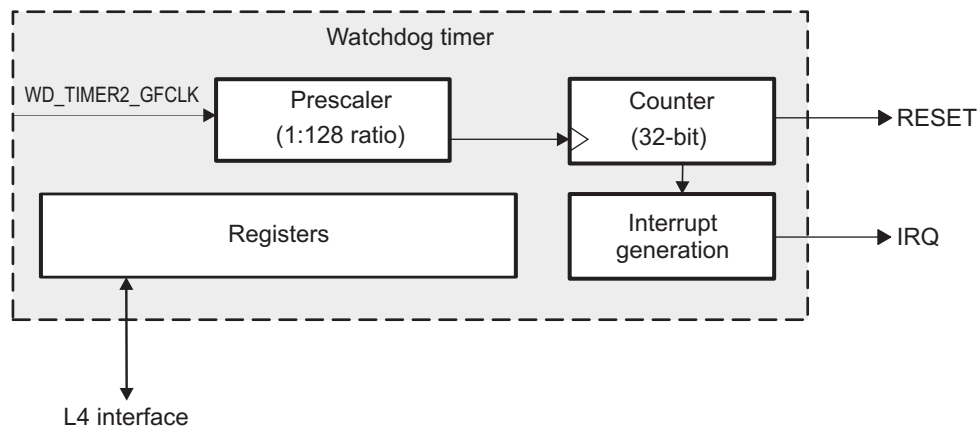 Watchdog timer
WD_TIMER2_GFCLK
Prescaler
(1:128 ratio)
Counter
(32-bit)
RESET
Registers
Interrupt
generation
IRQ
L4 interface